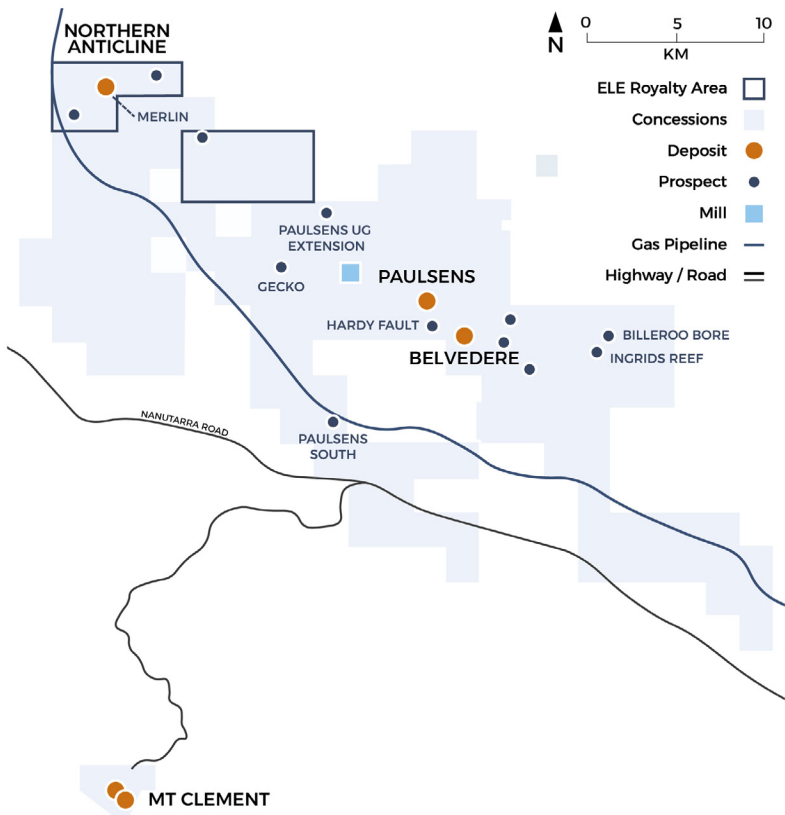 NORTHERN
ANTICLINE
MERLIN
N
0 5 10
KM
ELE Royalty Area
Concessions
Deposit
Prospect
Mill
Gas Pipeline
Highway / Road
PAULSENS UG
EXTENSION
GECKO
PAULSENS
HARDY FAULT
BELVEDERE
BILLEROO BORE
INGRIDS REEF
NANUTARRA ROAD
PAULSENS
SOUTH
MT CLEMENT